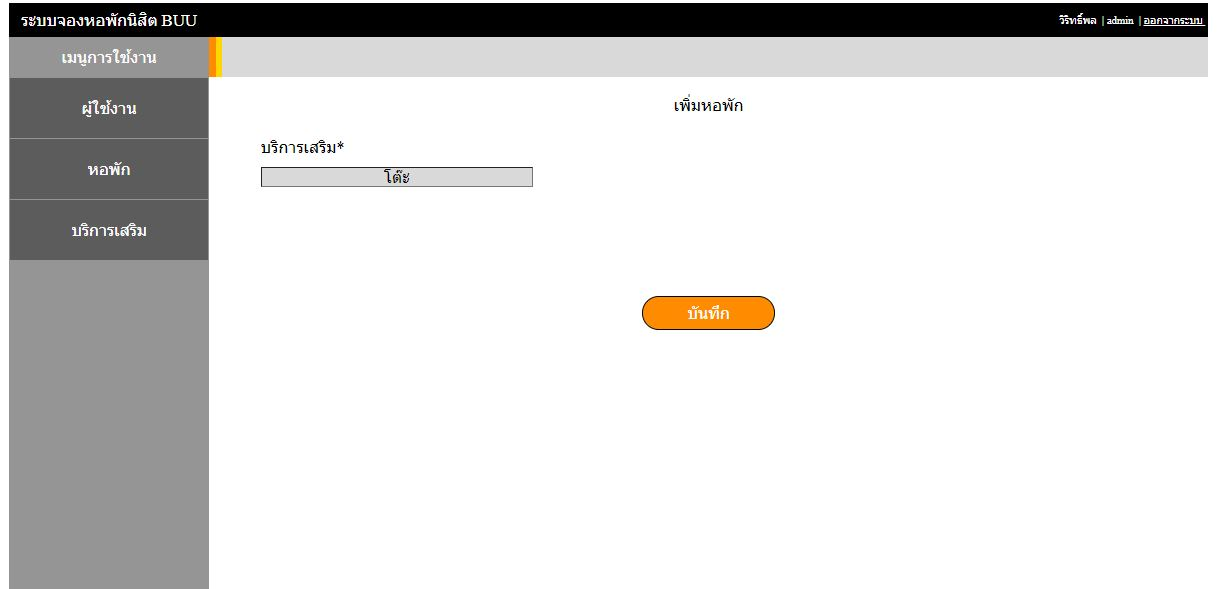 ระบบจองหอพักนิสิต BUU
วิริทธิ์พล | admin | ออกจากระบบ
เมนูการใช้งาน
ผู้ใช้งาน
เพิ่มหอพัก
บริการเสริม*
หอพัก
โต๊ะ
บริการเสริม
บันทึก